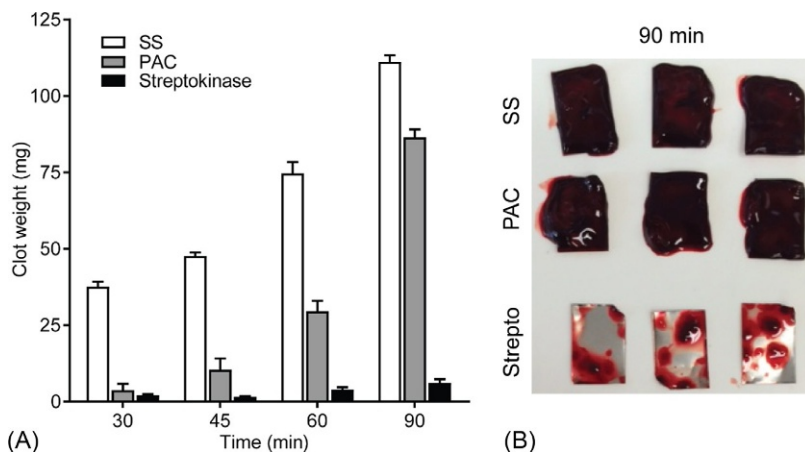 125
100
75
50
25
0
Clot weight (mg)
SS
PAC
Streptokinase
30 45 60 90
Time (min)
(A)
90 min
SS
PAC
Strepto
(B)